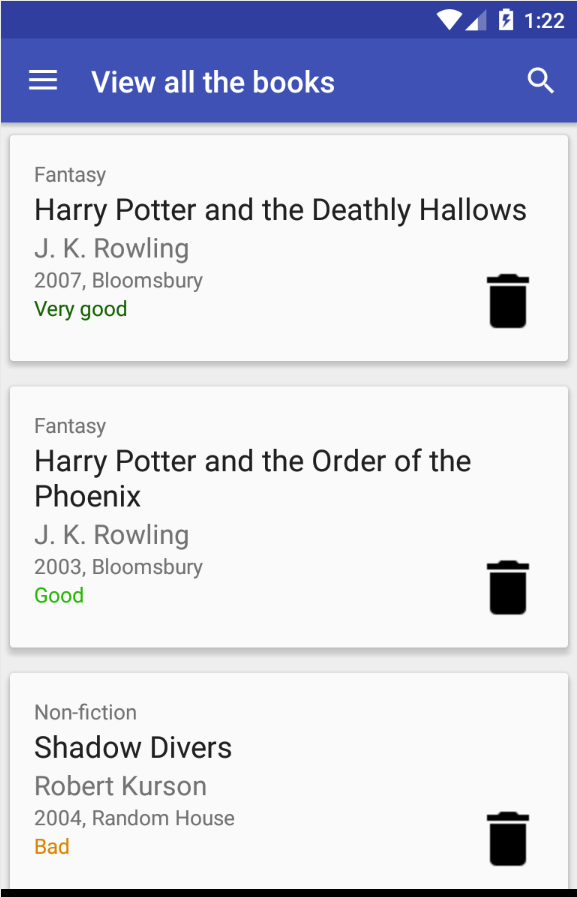 1:22
View all the books
Fantasy
Harry Potter and the Deathly Hallows
J. K. Rowling
2007, Bloomsbury
Very good
Fantasy
Harry Potter and the Order of the
Phoenix
J. K. Rowling
2003, Bloomsbury
Good
Non-fiction
Shadow Divers
Robert Kurson
2004, Random House
Bad